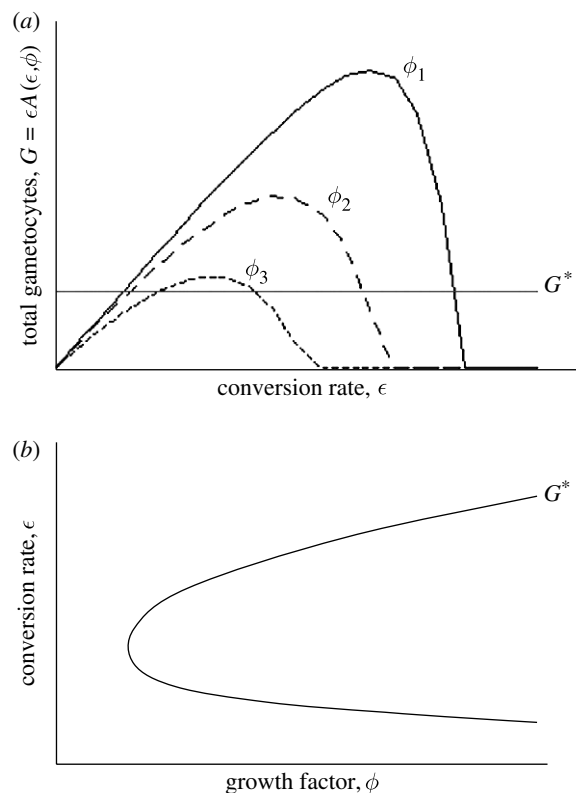 (a)
total gametocytes, G = ϵA(ϵ,ϕ)
ϕ1
ϕ2
ϕ3
G*
conversion rate, ϵ
(b)
conversion rate, ϵ
G*
growth factor, ϕ